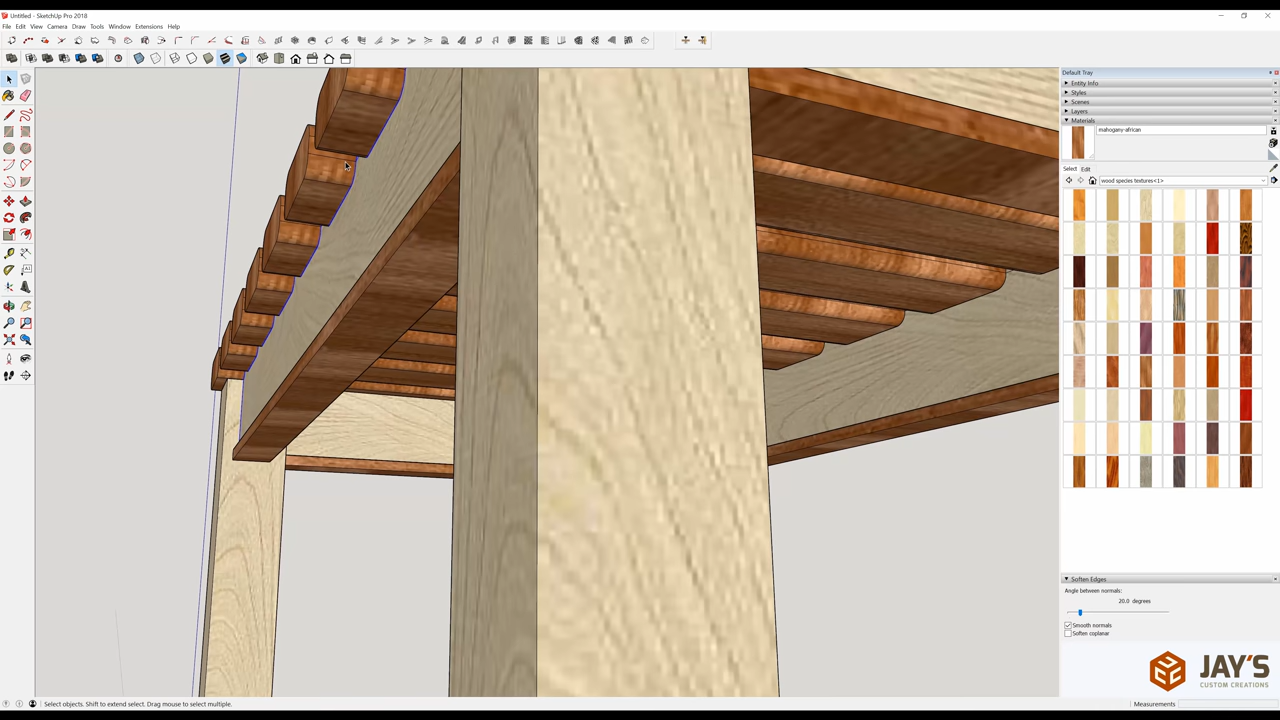 Untitled - SketchUp Pro 2018
File Edit View Camera Draw Tools Window Extensions Help
Default Tray
Entity Info
Styles
Scenes
Layers
Materials
mahogany-african
Select Edit
wood species textures<1>
A1
Soften Edges
Angle between normals:
20.0 degrees
Smooth normals
Soften coplanar
JAY'S
CUSTOM CREATIONS
Select objects. Shift to extend select. Drag mouse to select multiple.
Measurements